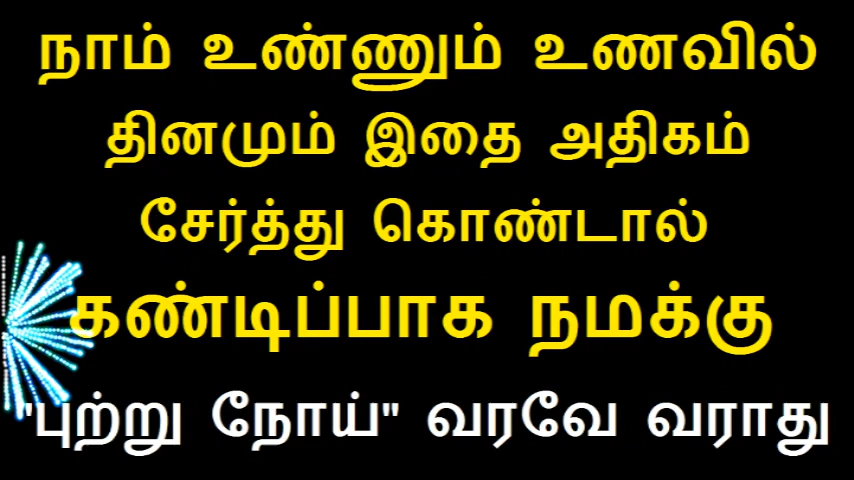 நாம் உண்ணும் உணவில்
தினமும் இதை அதிகம்
சேர்த்து கொண்டால்
கண்டிப்பாக நமக்கு
"புற்று நோய்" வரவே வராது